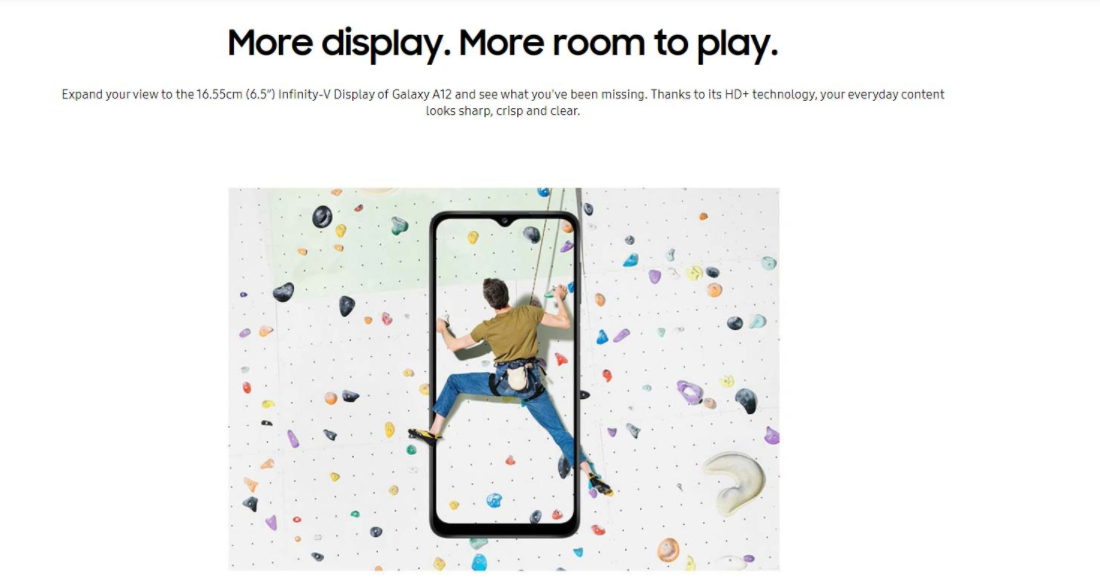 More display. More room to play.
Expand your view to the 16.55cm (6.5") Infinity-V Display of Galaxy A12 and see what you've been missing. Thanks to its HD+ technology, your everyday content
looks sharp, crisp and clear.